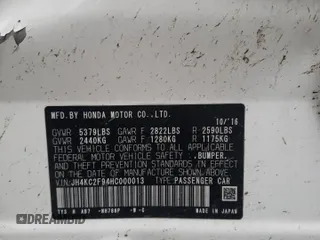 MFD. BY HONDA MOTOR CO.,LTD. 10/'16
GVWR 5379LBS GAWR F 2822LBS R 2590LBS
GVWR 2440KG GAWR F 1280KG R 1175KG
THIS VEHICLE CONFORMS TO ALL APPLICABLE
FEDERAL MOTOR VEHICLE SAFETY, BUMPER,
AND THEFT PREVENTION STANDARDS IN EFFECT
ON THE DATE OF MANUFACTURE SHOWN ABOVE.
V.I.N.: JH4KC2F94HC000013 TYPE: PASSENGER CAR
MADE IN JAPAN
DREAM RIDE